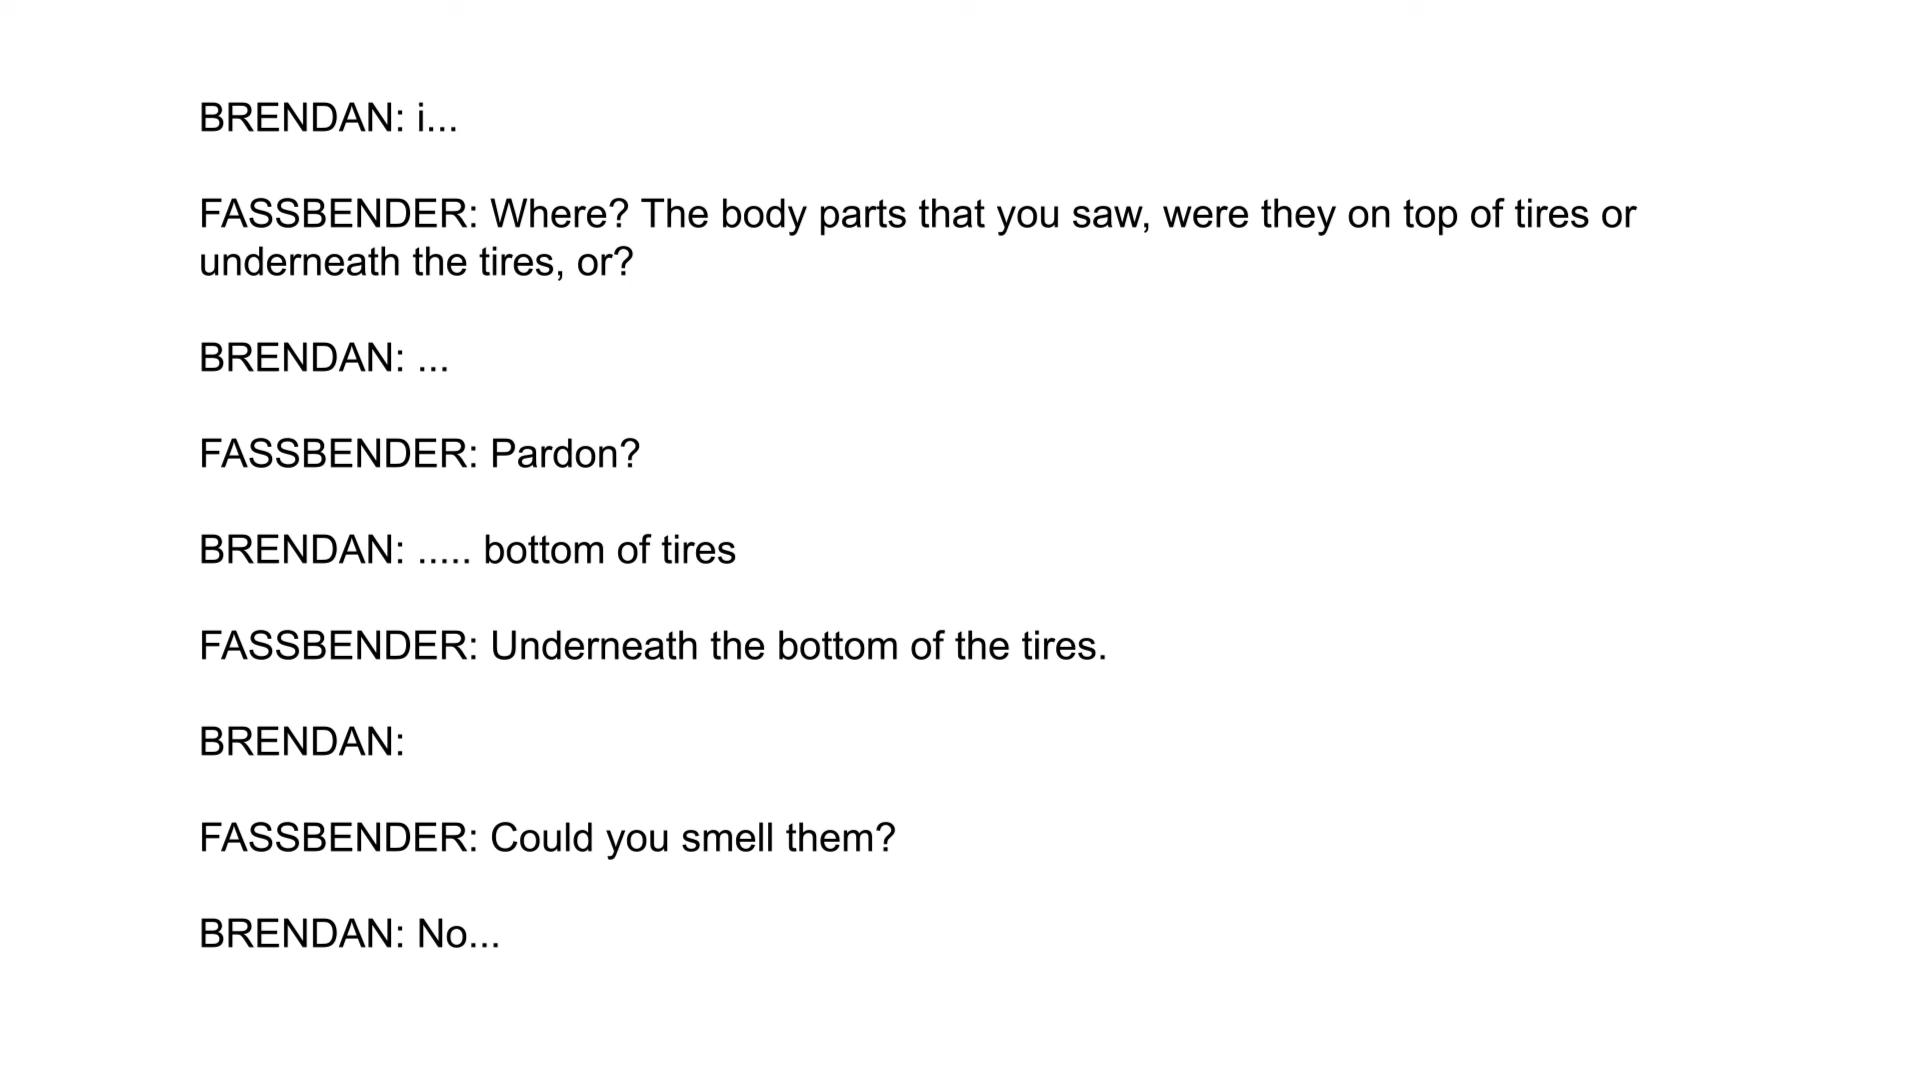 BRENDAN: i...
FASSBENDER: Where? The body parts that you saw, were they on top of tires or
underneath the tires, or?
BRENDAN: ...
FASSBENDER: Pardon?
BRENDAN: ..... bottom of tires
FASSBENDER: Underneath the bottom of the tires.
BRENDAN:
FASSBENDER: Could you smell them?
BRENDAN: No...